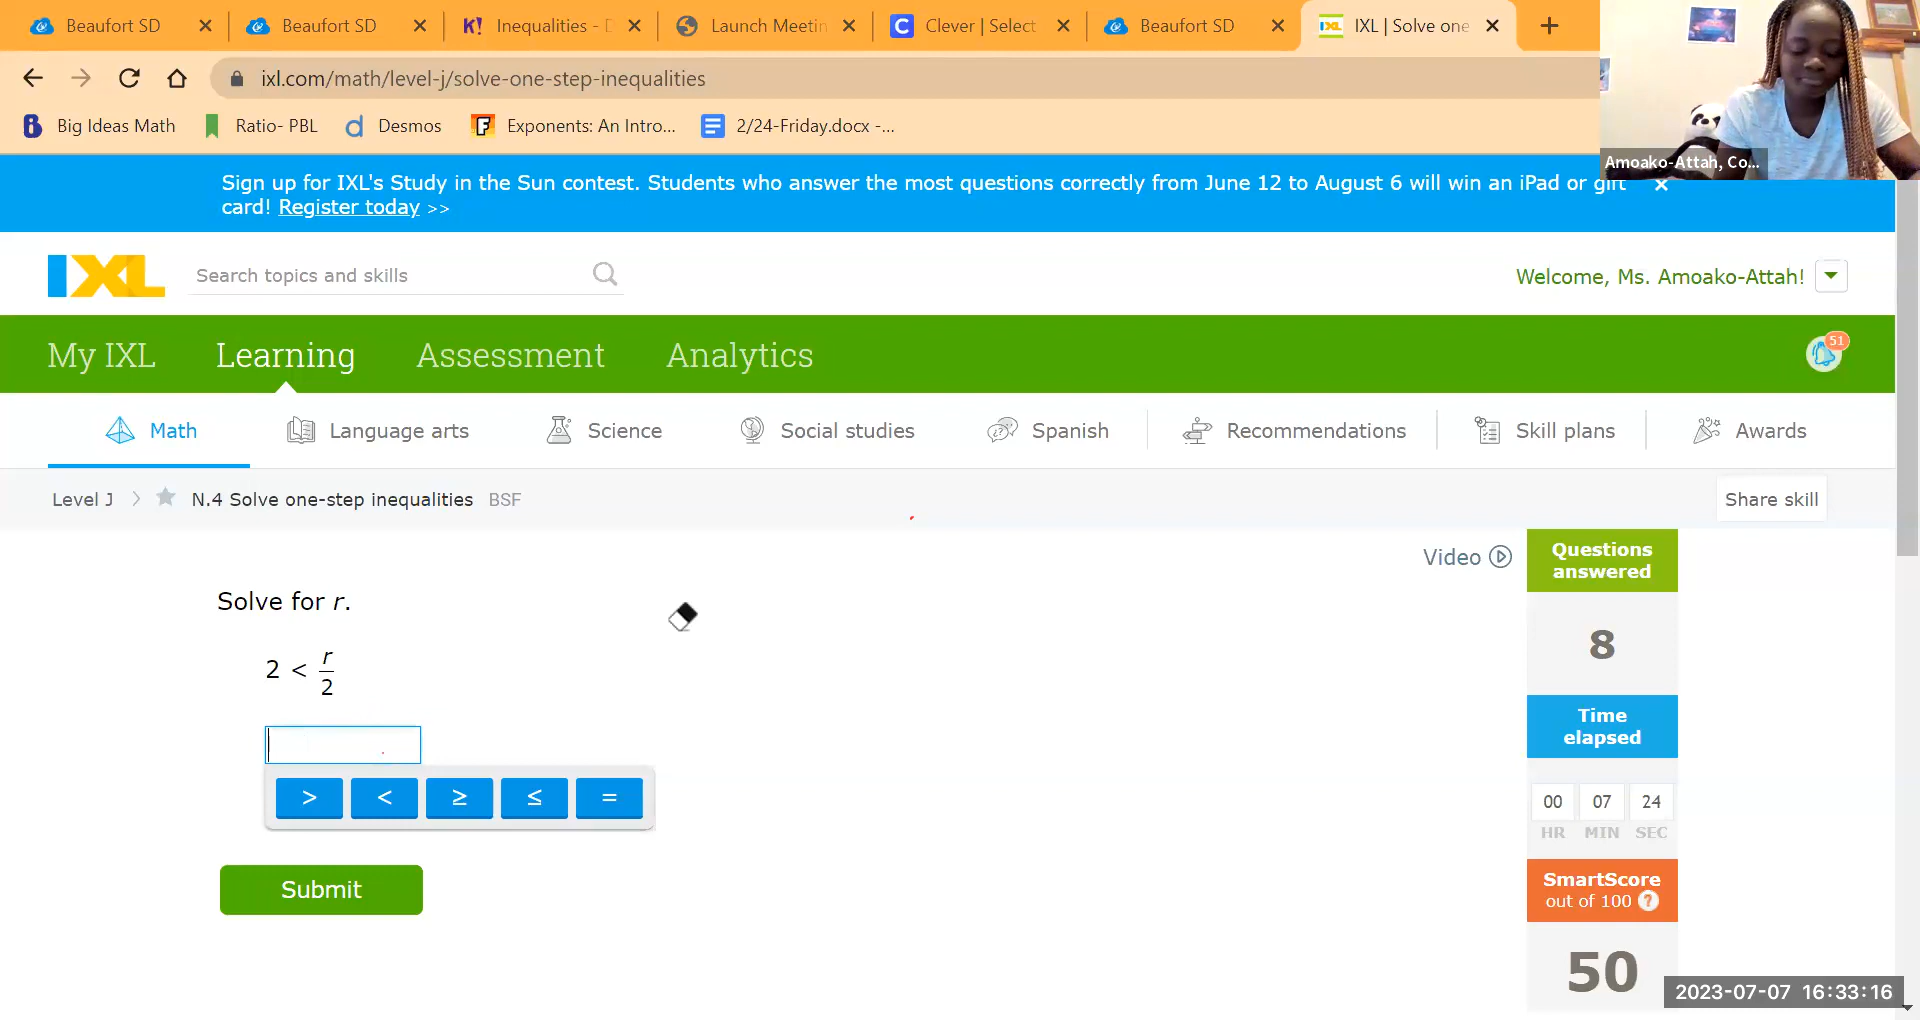 Beaufort SD
Beaufort SD
K! Inequalities - D
Launch Meetin
C Clever | Select
Beaufort SD
IXL IXL | Solve one
ixl.com/math/level-j/solve-one-step-inequalities
Big Ideas Math
Ratio- PBL
d Desmos
F Exponents: An Intro...
2/24-Friday.docx -...
Amoako-Attah, Co...
Sign up for IXL's Study in the Sun contest. Students who answer the most questions correctly from June 12 to August 6 will win an iPad or gift
card! Register today >>
IXL
Search topics and skills
Welcome, Ms. Amoako-Attah!
My IXL
Learning
Assessment
Analytics
51
Math
Language arts
Science
Social studies
Spanish
Recommendations
Skill plans
Awards
Level J > N.4 Solve one-step inequalities BSF
Share skill
Video
Questions
answered
8
Solve for r.
2 < r/2
> < ≥ ≤ =
Submit
Time
elapsed
00 07 24
HR MIN SEC
SmartScore
out of 100 ?
50
2023-07-07 16:33:16